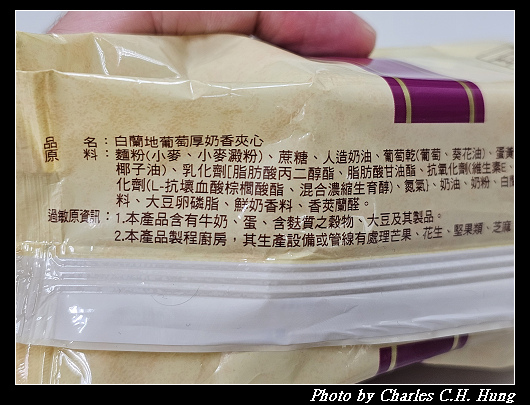 品　名：白蘭地葡萄厚奶香夾心
原　料：麵粉(小麥、小麥澱粉)、蔗糖、人造奶油、葡萄乾(葡萄、葵花油)、蛋黃
椰子油)、乳化劑[脂肪酸丙二醇酯、脂肪酸甘油酯、抗氧化劑(維生素E、
化劑(L-抗壞血酸棕櫚酸酯、混合濃縮生育醇)、氮氣}、奶油、奶粉、白蘭
料、大豆卵磷脂、鮮奶香料、香莢蘭醛。
過敏原資訊：1.本產品含有牛奶、蛋、含麩質之穀物、大豆及其製品。
2.本產品製程廚房，其生產設備或管線有處理芒果、花生、堅果類、芝麻
Photo by Charles C.H. Hung